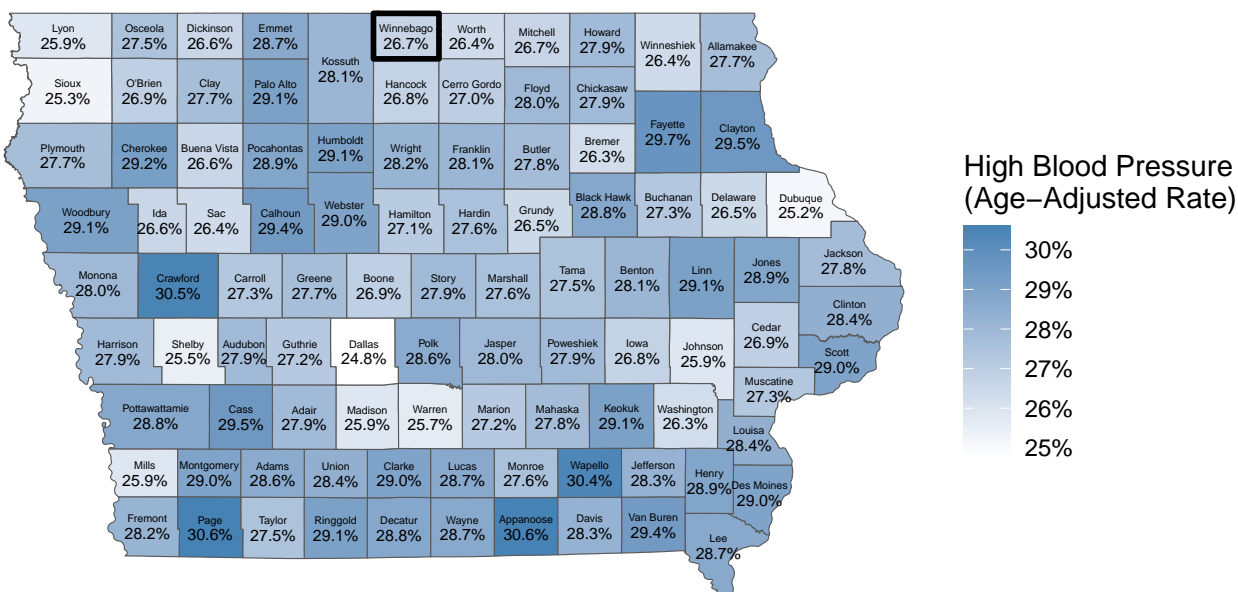 Lyon
25.9%
Osceola
27.5%
Dickinson
26.6%
Emmet
28.7%
Kossuth
28.1%
Winnebago
26.7%
Worth
26.4%
Mitchell
26.7%
Howard
27.9%
Winneshiek
26.4%
Allamakee
27.7%
Sioux
25.3%
O'Brien
26.9%
Clay
27.7%
Palo Alto
29.1%
Hancock
26.8%
Cerro Gordo
27.0%
Floyd
28.0%
Chickasaw
27.9%
Fayette
29.7%
Clayton
29.5%
Plymouth
27.7%
Cherokee
29.2%
Buena Vista
26.6%
Pocahontas
28.9%
Humboldt
29.1%
Wright
28.2%
Franklin
28.1%
Butler
27.8%
Bremer
26.3%
Woodbury
29.1%
Ida
26.6%
Sac
26.4%
Calhoun
29.4%
Webster
29.0%
Hamilton
27.1%
Hardin
27.6%
Grundy
26.5%
Black Hawk
28.8%
Buchanan
27.3%
Delaware
26.5%
Dubuque
25.2%
Monona
28.0%
Crawford
30.5%
Carroll
27.3%
Greene
27.7%
Boone
26.9%
Story
27.9%
Marshall
27.6%
Tama
27.5%
Benton
28.1%
Linn
29.1%
Jones
28.9%
Jackson
27.8%
Clinton
28.4%
Harrison
27.9%
Shelby
25.5%
Audubon
27.9%
Guthrie
27.2%
Dallas
24.8%
Polk
28.6%
Jasper
28.0%
Poweshiek
27.9%
Iowa
26.8%
Johnson
25.9%
Cedar
26.9%
Scott
29.0%
Muscatine
27.3%
Pottawattamie
28.8%
Cass
29.5%
Adair
27.9%
Madison
25.9%
Warren
25.7%
Marion
27.2%
Mahaska
27.8%
Keokuk
29.1%
Washington
26.3%
Louisa
28.4%
Mills
25.9%
Montgomery
29.0%
Adams
28.6%
Union
28.4%
Clarke
29.0%
Lucas
28.7%
Monroe
27.6%
Wapello
30.4%
Jefferson
28.3%
Henry
28.9%
Des Moines
29.0%
Fremont
28.2%
Page
30.6%
Taylor
27.5%
Ringgold
29.1%
Decatur
28.8%
Wayne
28.7%
Appanoose
30.6%
Davis
28.3%
Van Buren
29.4%
Lee
28.7%
High Blood Pressure
(Age−Adjusted Rate)
30%
29%
28%
27%
26%
25%